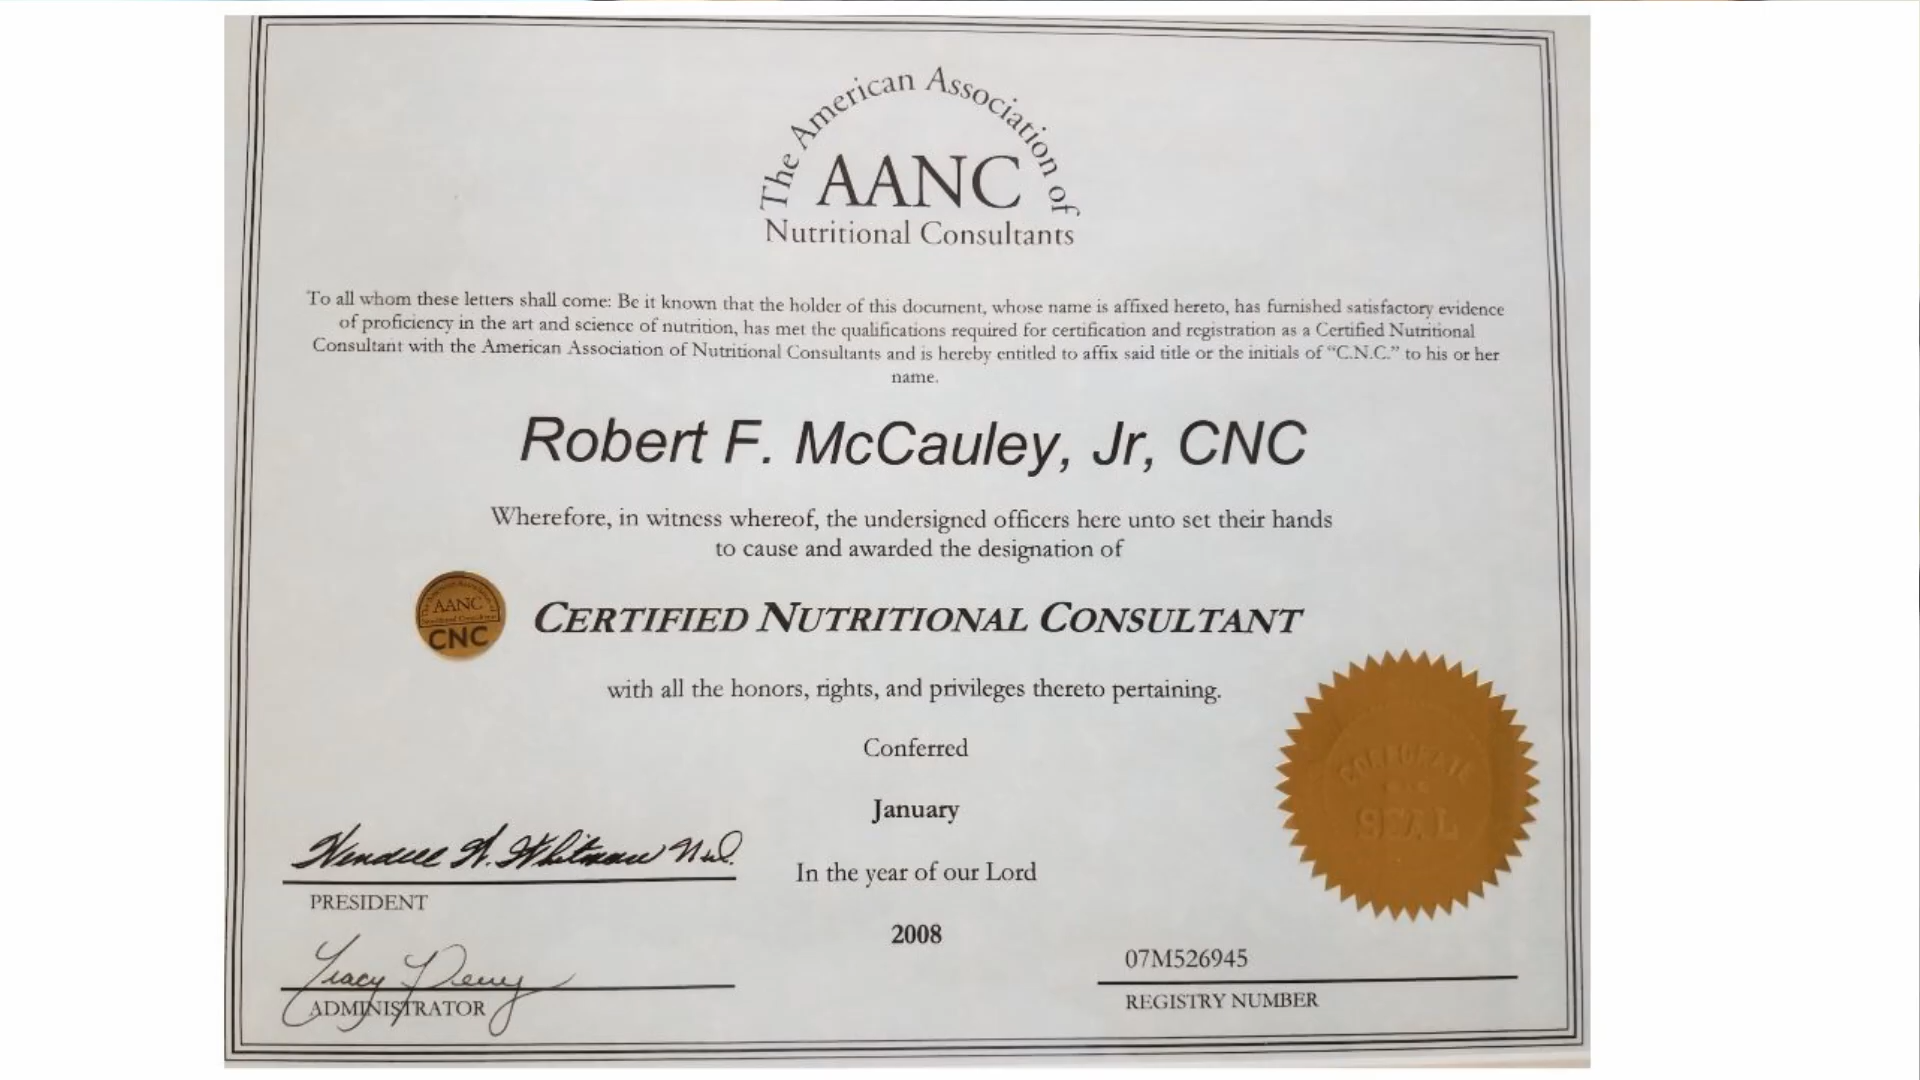 The American Association of
AANC
Nutritional Consultants
To all whom these letters shall come: Be it known that the holder of this document, whose name is affixed hereto, has furnished satisfactory evidence
of proficiency in the art and science of nutrition, has met the qualifications required for certification and registration as a Certified Nutritional
Consultant with the American Association of Nutritional Consultants and is hereby entitled to affix said title or the initials of “C.N.C.” to his or her
name.
Robert F. McCauley, Jr, CNC
Wherefore, in witness whereof, the undersigned officers here unto set their hands
to cause and awarded the designation of
AANC
CNC
CERTIFIED NUTRITIONAL CONSULTANT
with all the honors, rights, and privileges thereto pertaining.
Conferred
January
In the year of our Lord
2008
CORPORATE
SEAL
Wendell W. Whitman N.D.
PRESIDENT
Tracy Perry
ADMINISTRATOR
07M526945
REGISTRY NUMBER